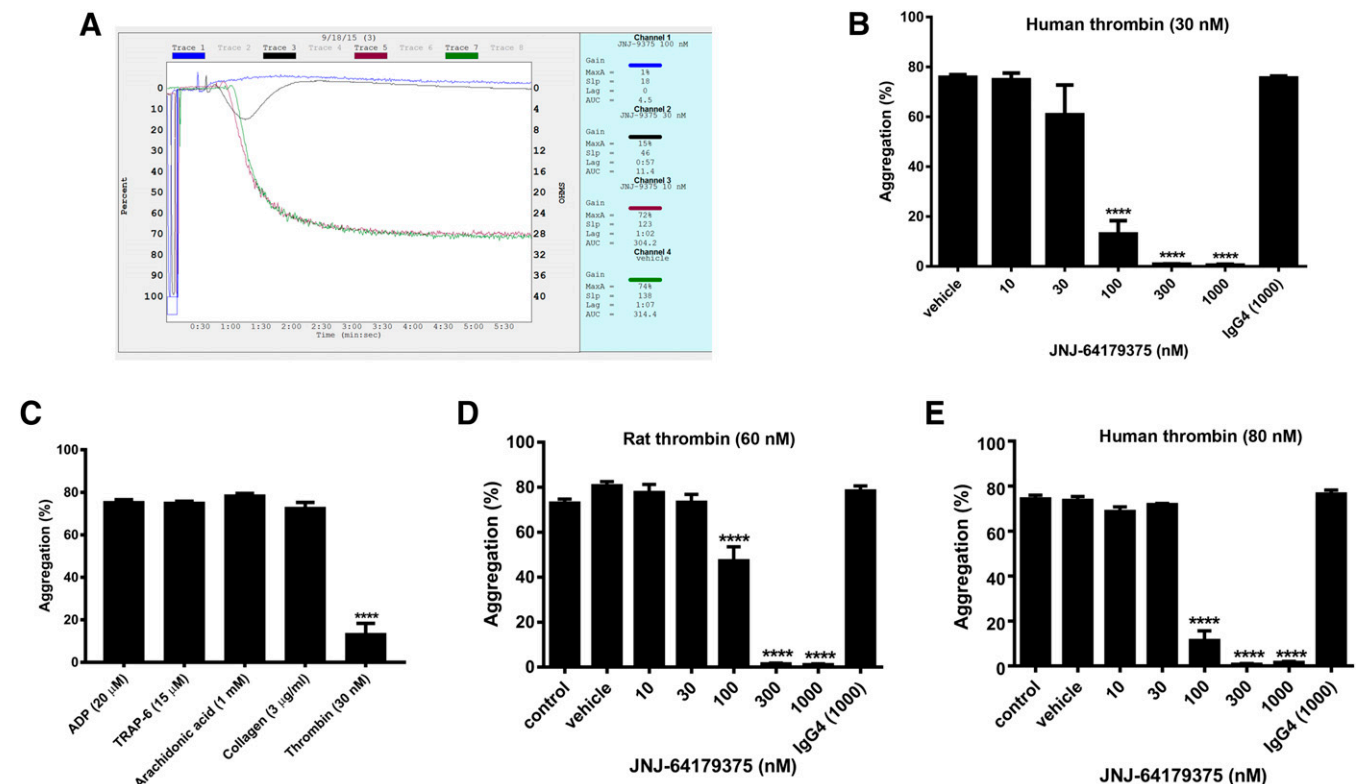 A
9/18/15 (3)
Trace 1 Trace 2 Trace 3 Trace 4 Trace 5 Trace 6 Trace 7 Trace 8
0
10
20
30
40
50
60
70
80
90
100
Percent
0
4
8
12
16
20
24
28
32
36
40
OHMS
0:30 1:00 1:30 2:00 2:30 3:00 3:30 4:00 4:30 5:00 5:30
Time (min:sec)
Channel 1
JNJ-9375 100 nM
Gain
MaxA = 1%
Slp = 18
Lag = 0
AUC = 4.5
Channel 2
JNJ-9375 30 nM
Gain
MaxA = 15%
Slp = 46
Lag = 0:57
AUC = 11.4
Channel 3
JNJ-9375 10 nM
Gain
MaxA = 72%
Slp = 123
Lag = 1:02
AUC = 304.2
Channel 4
vehicle
Gain
MaxA = 74%
Slp = 138
Lag = 1:07
AUC = 314.4
B
Human thrombin (30 nM)
Aggregation (%)
100
80
60
40
20
0
**** **** ****
vehicle 10 30 100 300 1000 IgG4 (1000)
JNJ-64179375 (nM)
C
Aggregation (%)
100
80
60
40
20
0
****
ADP (20 μM) TRAP-6 (15 μM) Arachidonic acid (1 mM) Collagen (3 μg/ml) Thrombin (30 nM)
D
Rat thrombin (60 nM)
Aggregation (%)
100
80
60
40
20
0
**** **** ****
control vehicle 10 30 100 300 1000 IgG4 (1000)
JNJ-64179375 (nM)
E
Human thrombin (80 nM)
Aggregation (%)
100
80
60
40
20
0
**** **** ****
control vehicle 10 30 100 300 1000 IgG4 (1000)
JNJ-64179375 (nM)